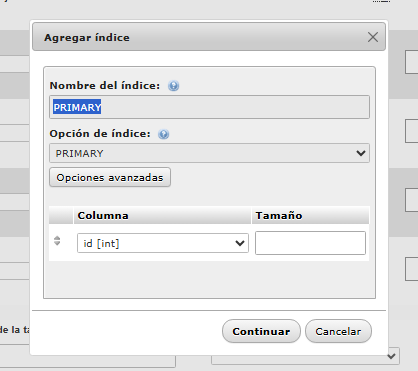 Agregar índice
Nombre del índice:
PRIMARY
Opción de índice:
PRIMARY
Opciones avanzadas
Columna Tamaño
id [int]
Continuar Cancelar
de la ta